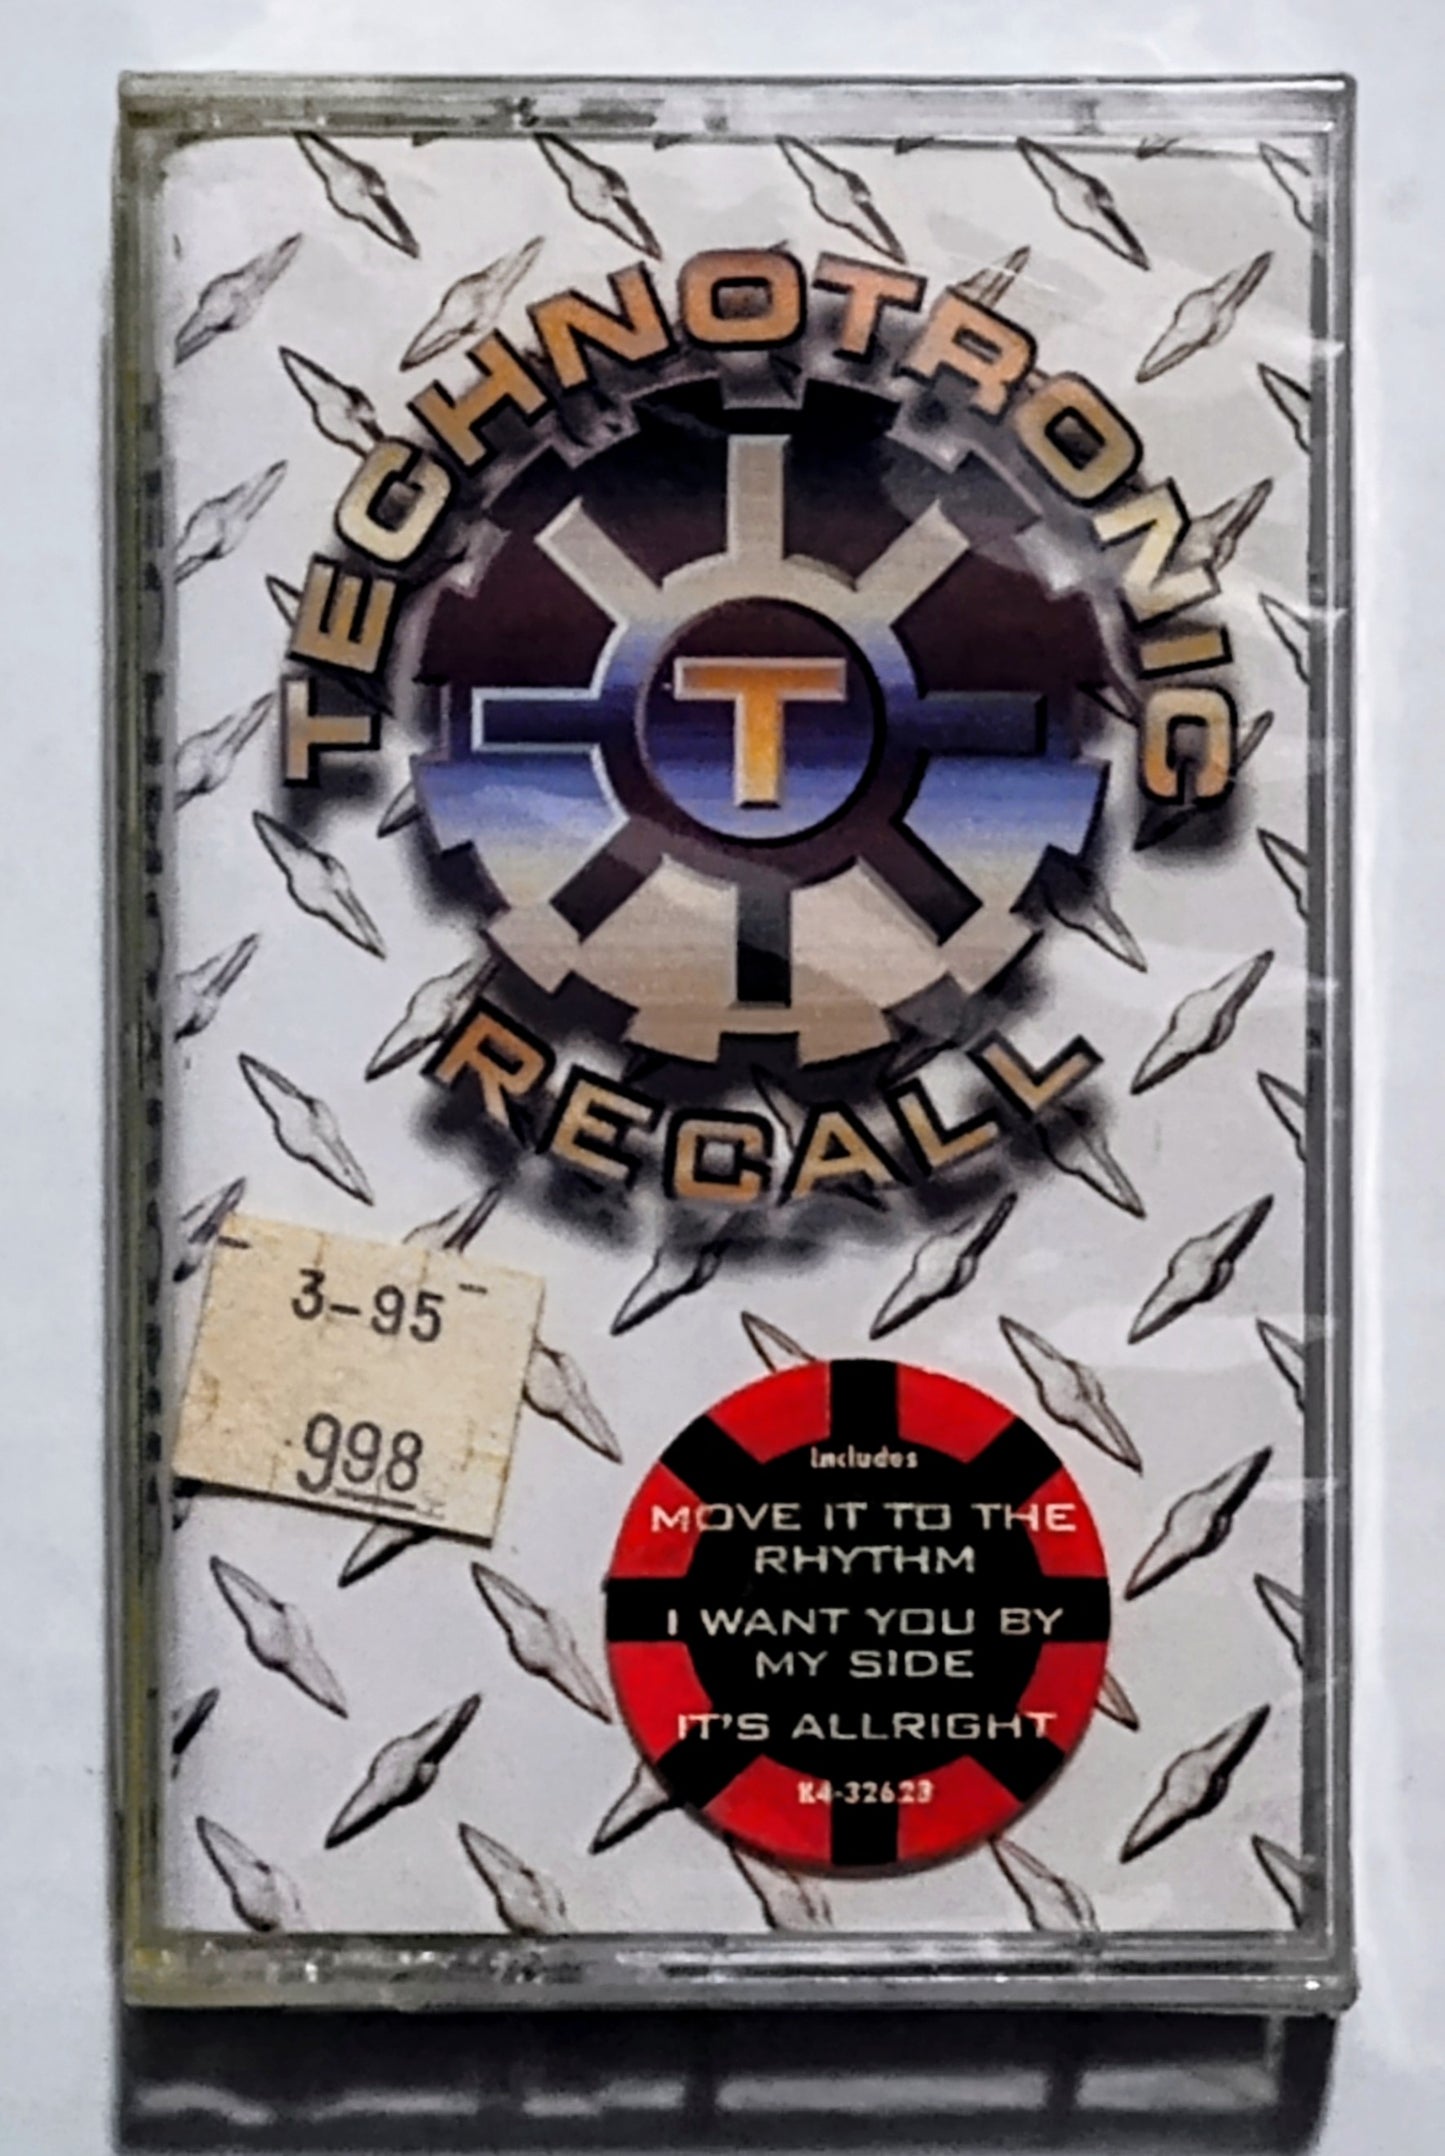 TECHNOTRONIC
T
RECALL
3-95
998
Includes
MOVE IT TO THE
RHYTHM
I WANT YOU BY
MY SIDE
IT'S ALLRIGHT
K4-32623